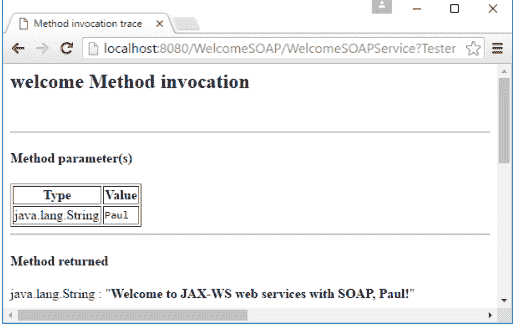 Method invocation trace
localhost:8080/WelcomeSOAP/WelcomeSOAPService?Tester
welcome Method invocation
Method parameter(s)
Type Value
java.lang.String Paul
Method returned
java.lang.String : "Welcome to JAX-WS web services with SOAP, Paul!"